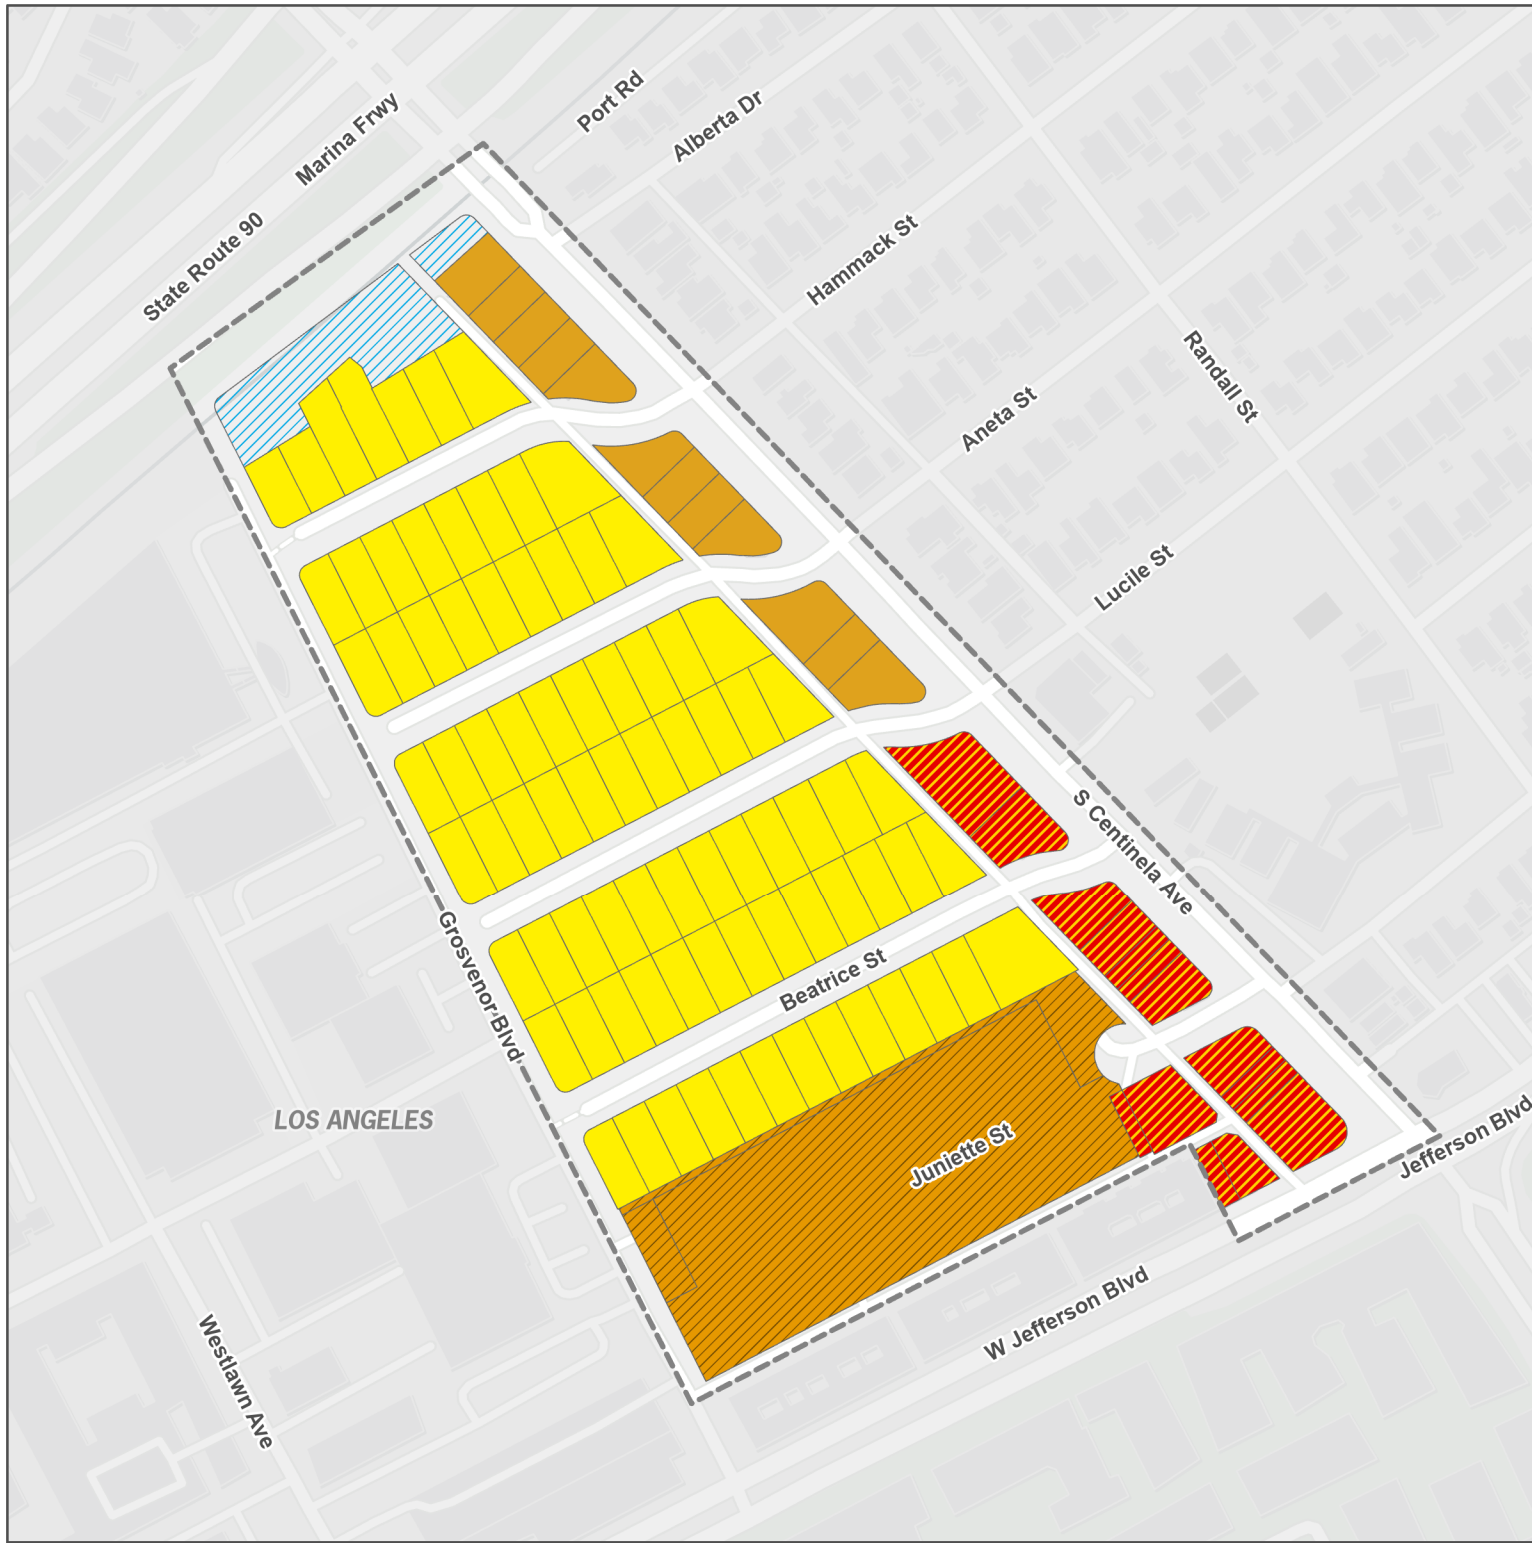 Port Rd
Marina Frwy
Alberta Dr
State Route 90
Hammack St
Randall St
Aneta St
Lucile St
S Centinela Ave
Grosvenor Blvd
Beatrice St
LOS ANGELES
Juniette St
Jefferson Blvd
W Jefferson Blvd
Westlawn Ave